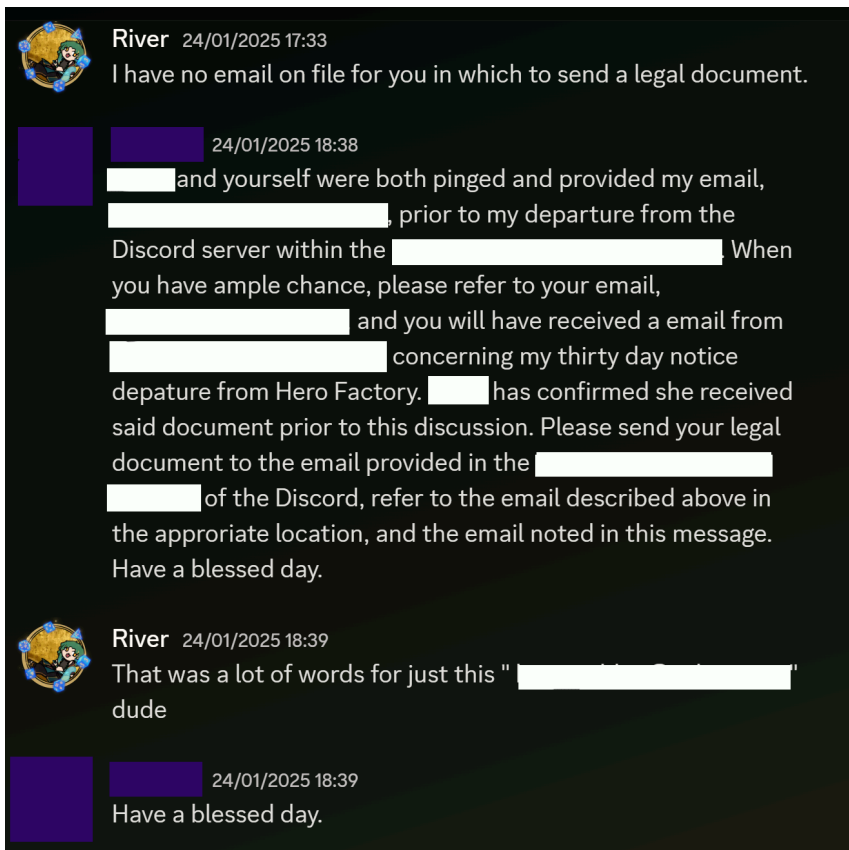 River 24/01/2025 17:33
I have no email on file for you in which to send a legal document.
24/01/2025 18:38
and yourself were both pinged and provided my email,
, prior to my departure from the
Discord server within the . When
you have ample chance, please refer to your email,
and you will have received a email from
concerning my thirty day notice
depature from Hero Factory. has confirmed she received
said document prior to this discussion. Please send your legal
document to the email provided in the
of the Discord, refer to the email described above in
the approriate location, and the email noted in this message.
Have a blessed day.
River 24/01/2025 18:39
That was a lot of words for just this " "
dude
24/01/2025 18:39
Have a blessed day.